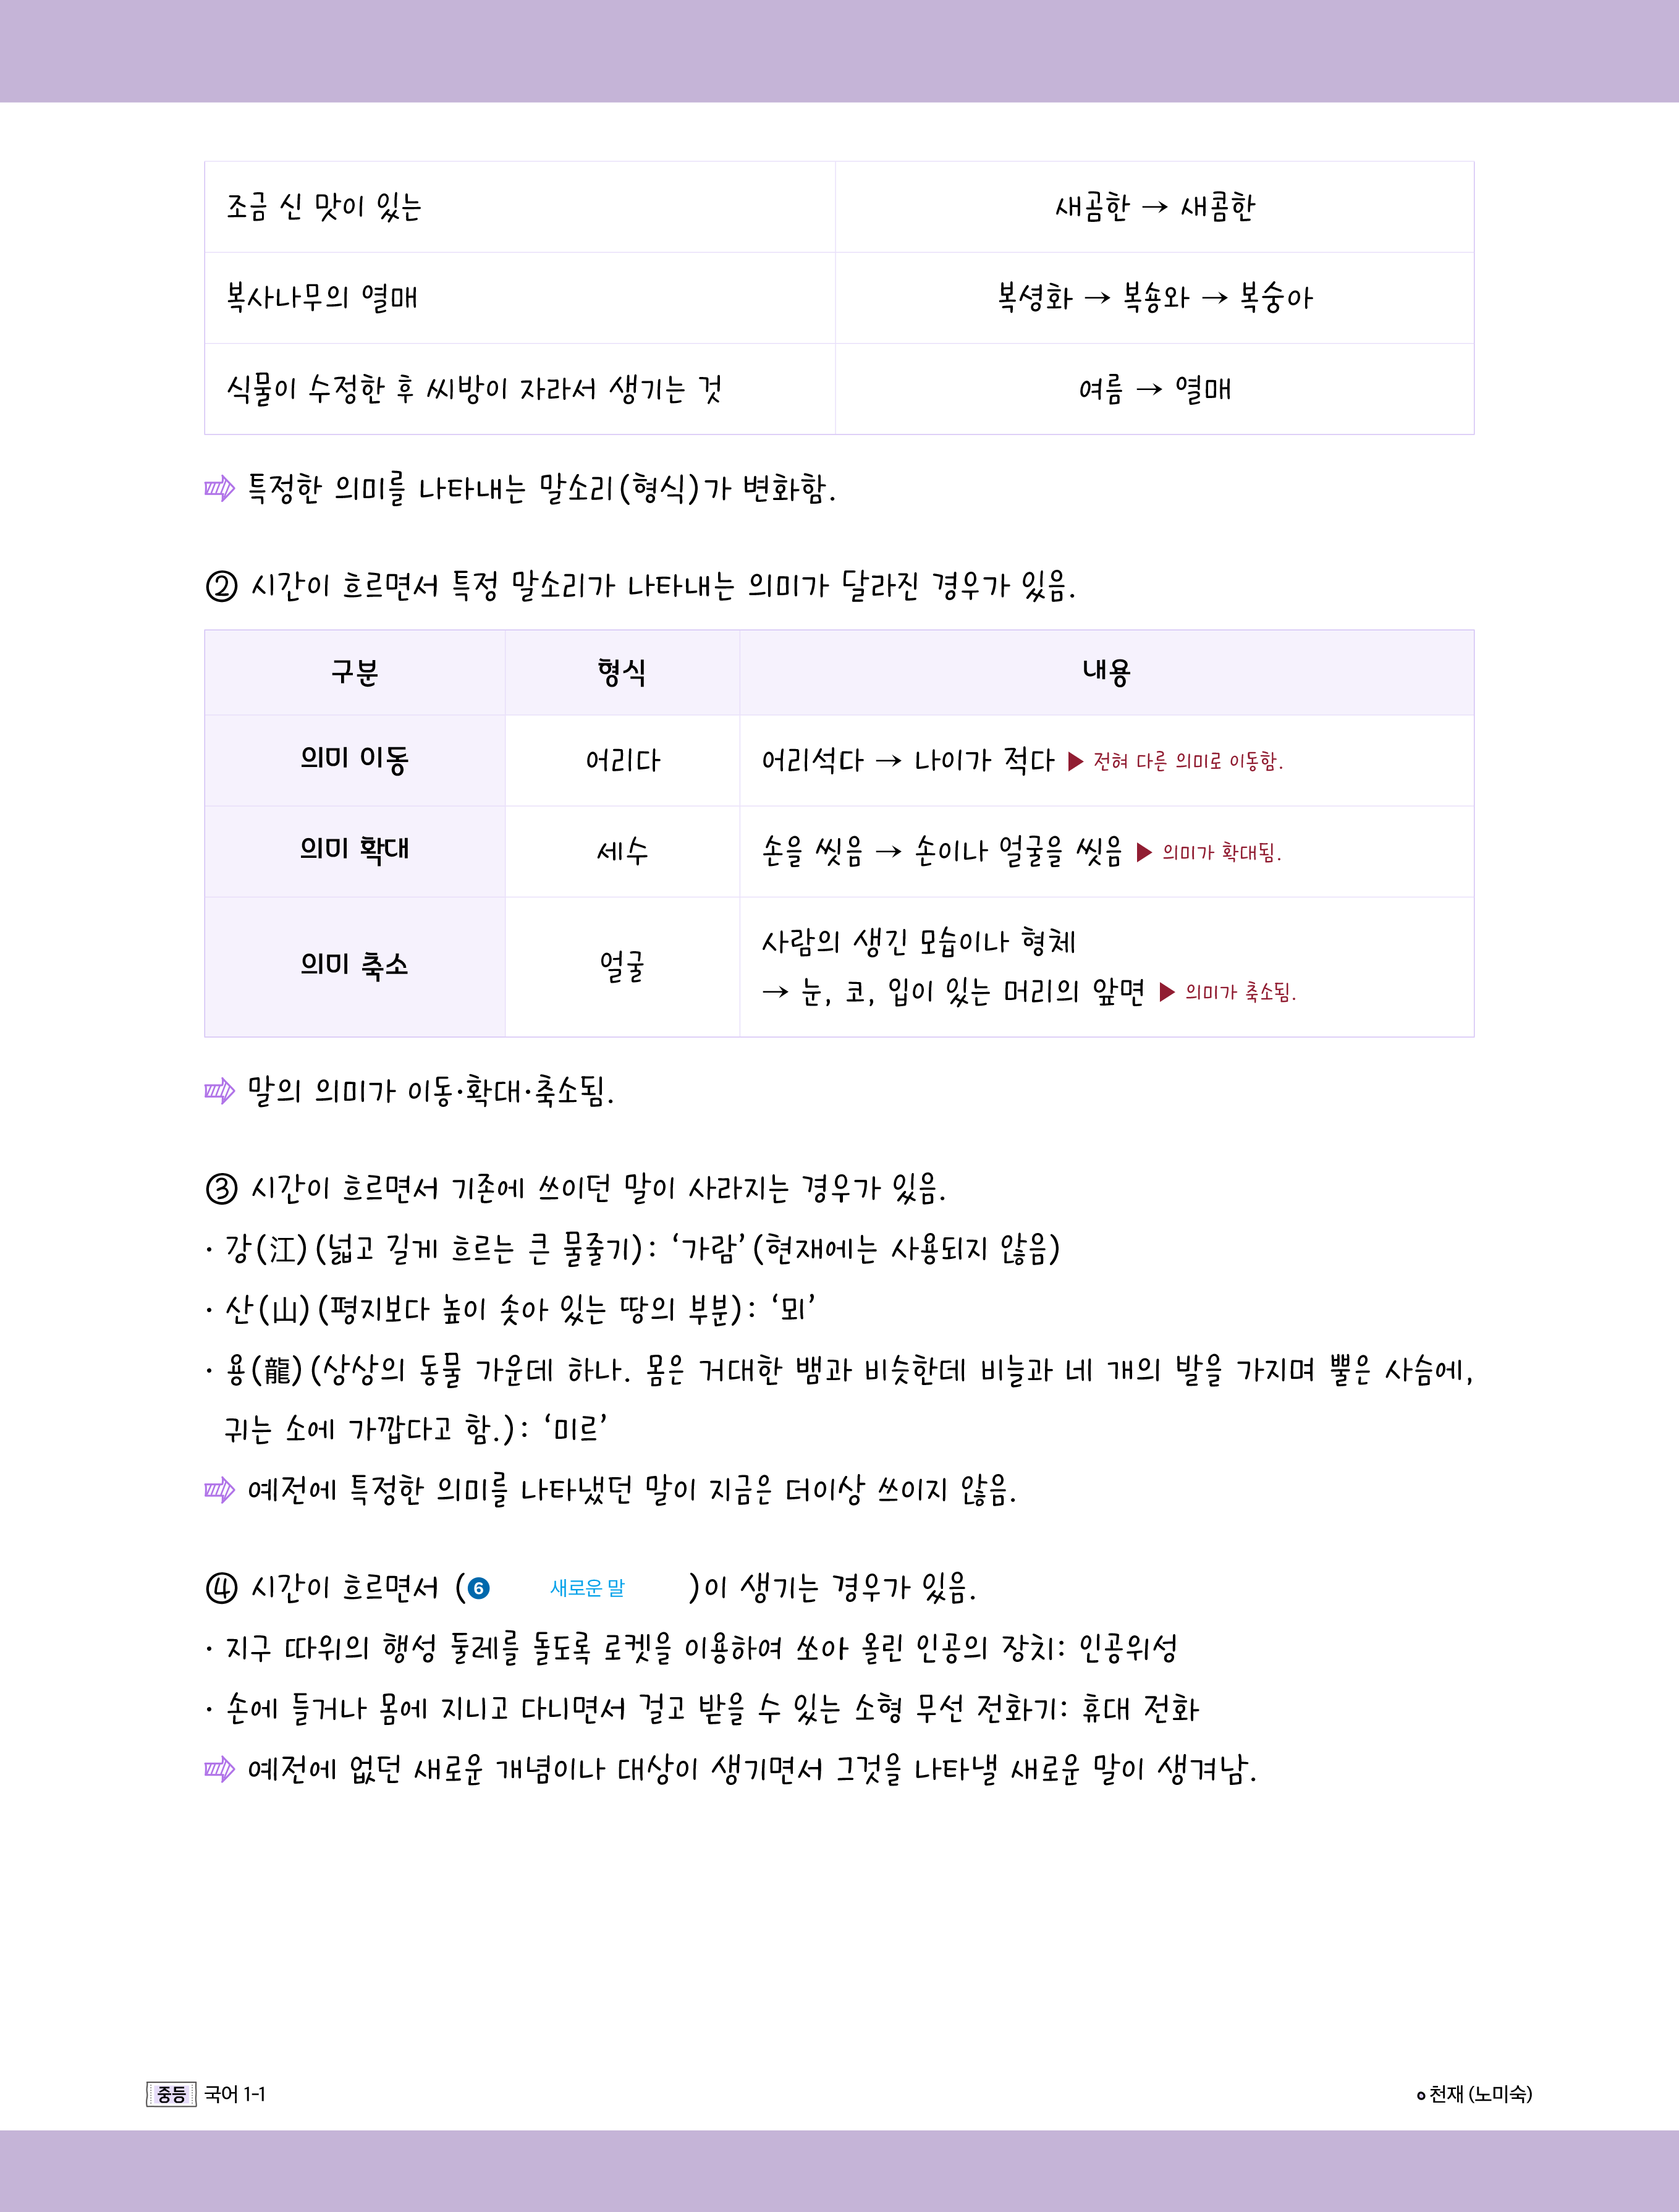 조금 신 맛이 있는 새곰한 → 새콤한
복사나무의 열매 복셩화 → 복숑와 → 복숭아
식물이 수정한 후 씨방이 자라서 생기는 것 여름 → 열매
⇨ 특정한 의미를 나타내는 말소리(형식)가 변화함.
② 시간이 흐르면서 특정 말소리가 나타내는 의미가 달라진 경우가 있음.
구분 형식 내용
의미 이동 어리다 어리석다 → 나이가 적다 ▶ 전혀 다른 의미로 이동함.
의미 확대 세수 손을 씻음 → 손이나 얼굴을 씻음 ▶ 의미가 확대됨.
의미 축소 얼굴 사람의 생긴 모습이나 형체
→ 눈, 코, 입이 있는 머리의 앞면 ▶ 의미가 축소됨.
⇨ 말의 의미가 이동·확대·축소됨.
③ 시간이 흐르면서 기존에 쓰이던 말이 사라지는 경우가 있음.
· 강(江)(넓고 길게 흐르는 큰 물줄기): ‘가람’(현재에는 사용되지 않음)
· 산(山)(평지보다 높이 솟아 있는 땅의 부분): ‘뫼’
· 용(龍)(상상의 동물 가운데 하나. 몸은 거대한 뱀과 비슷한데 비늘과 네 개의 발을 가지며 뿔은 사슴에,
귀는 소에 가깝다고 함.): ‘미르’
⇨ 예전에 특정한 의미를 나타냈던 말이 지금은 더이상 쓰이지 않음.
④ 시간이 흐르면서 (❻ 새로운 말 )이 생기는 경우가 있음.
· 지구 따위의 행성 둘레를 돌도록 로켓을 이용하여 쏘아 올린 인공의 장치: 인공위성
· 손에 들거나 몸에 지니고 다니면서 걸고 받을 수 있는 소형 무선 전화기: 휴대 전화
⇨ 예전에 없던 새로운 개념이나 대상이 생기면서 그것을 나타낼 새로운 말이 생겨남.
중등 국어 1-1 천재 (노미숙)